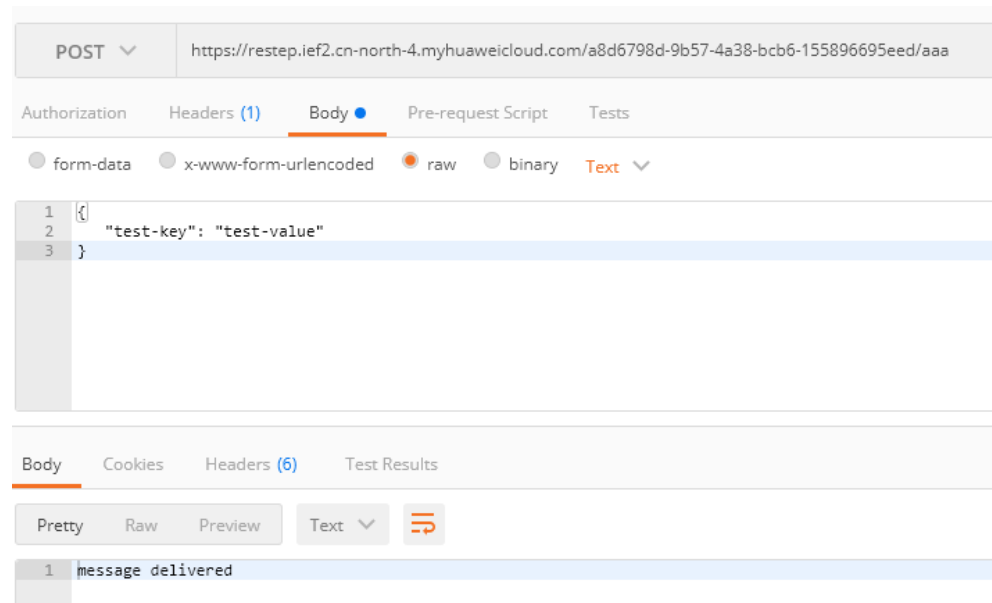 POST https://restep.ief2.cn-north-4.myhuaweicloud.com/a8d6798d-9b57-4a38-bcb6-155896695eed/aaa
Authorization Headers (1) Body Pre-request Script Tests
form-data x-www-form-urlencoded raw binary Text
1 {
2 "test-key": "test-value"
3 }
Body Cookies Headers (6) Test Results
Pretty Raw Preview Text
1 message delivered